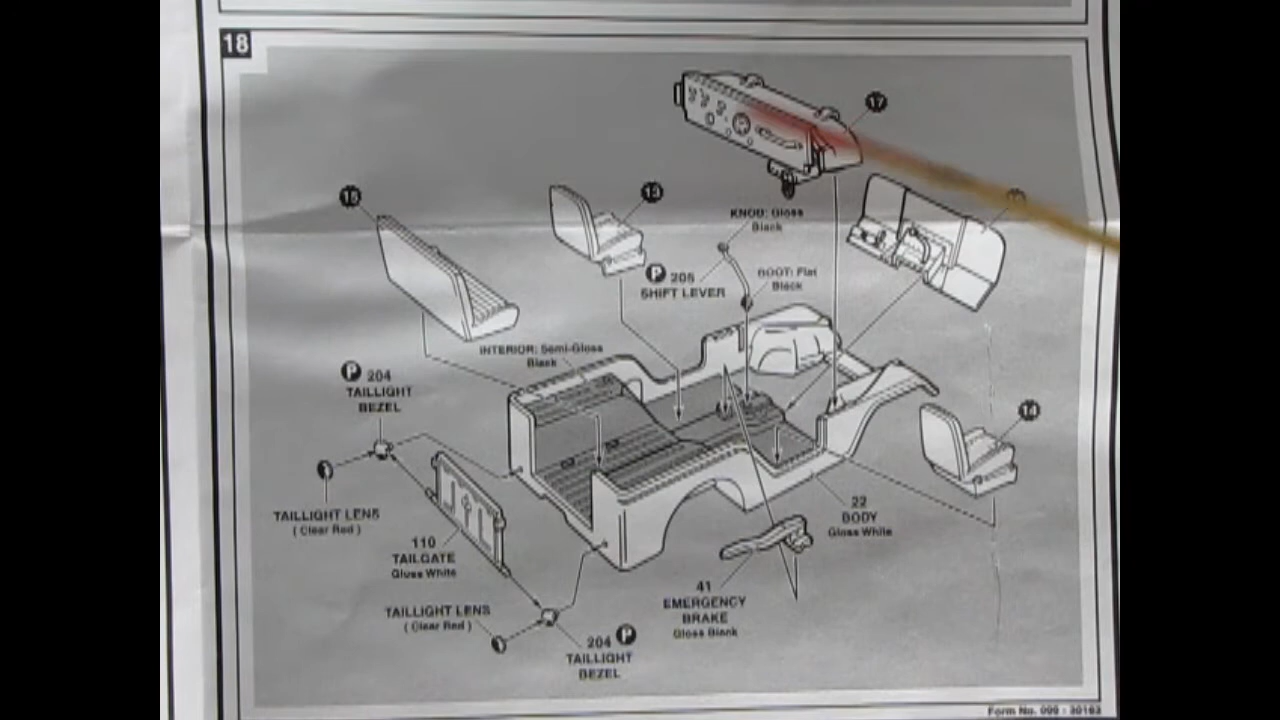 18
17
15
13
KNOB: Gloss
Black
P 205
SHIFT LEVER
BOOT: Flat
Black
INTERIOR: Semi-Gloss
Black
P 204
TAILLIGHT
BEZEL
14
TAILLIGHT LENS
( Clear Red )
22
BODY
Gloss White
110
TAILGATE
Gloss White
41
EMERGENCY
BRAKE
Gloss Black
TAILLIGHT LENS
( Clear Red )
204 P
TAILLIGHT
BEZEL
Form No. 099 - 30163